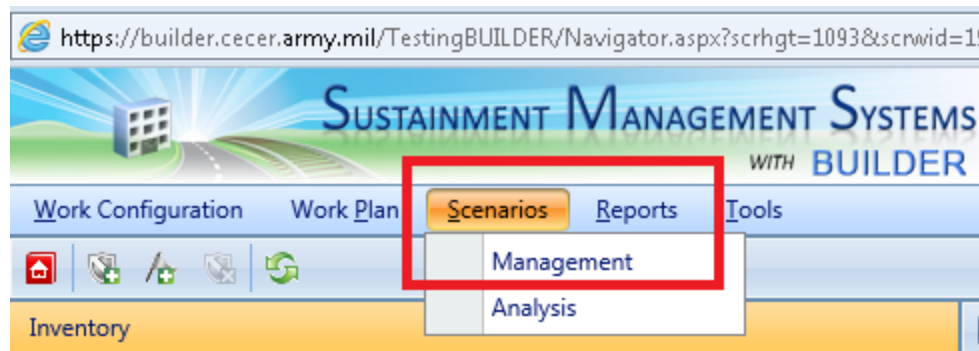 https://builder.cecer.army.mil/TestingBUILDER/Navigator.aspx?scrhgt=1093&scrwid=19
SUSTAINMENT MANAGEMENT SYSTEMS
WITH BUILDER
Work Configuration Work Plan Scenarios Reports Tools
Management
Analysis
Inventory